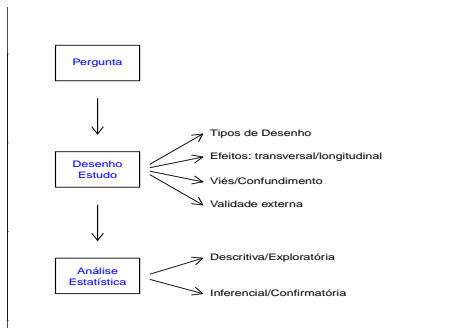 Pergunta
Desenho
Estudo
Tipos de Desenho
Efeitos: transversal/longitudinal
Viés/Confundimento
Validade externa
Análise
Estatística
Descritiva/Exploratória
Inferencial/Confirmatória